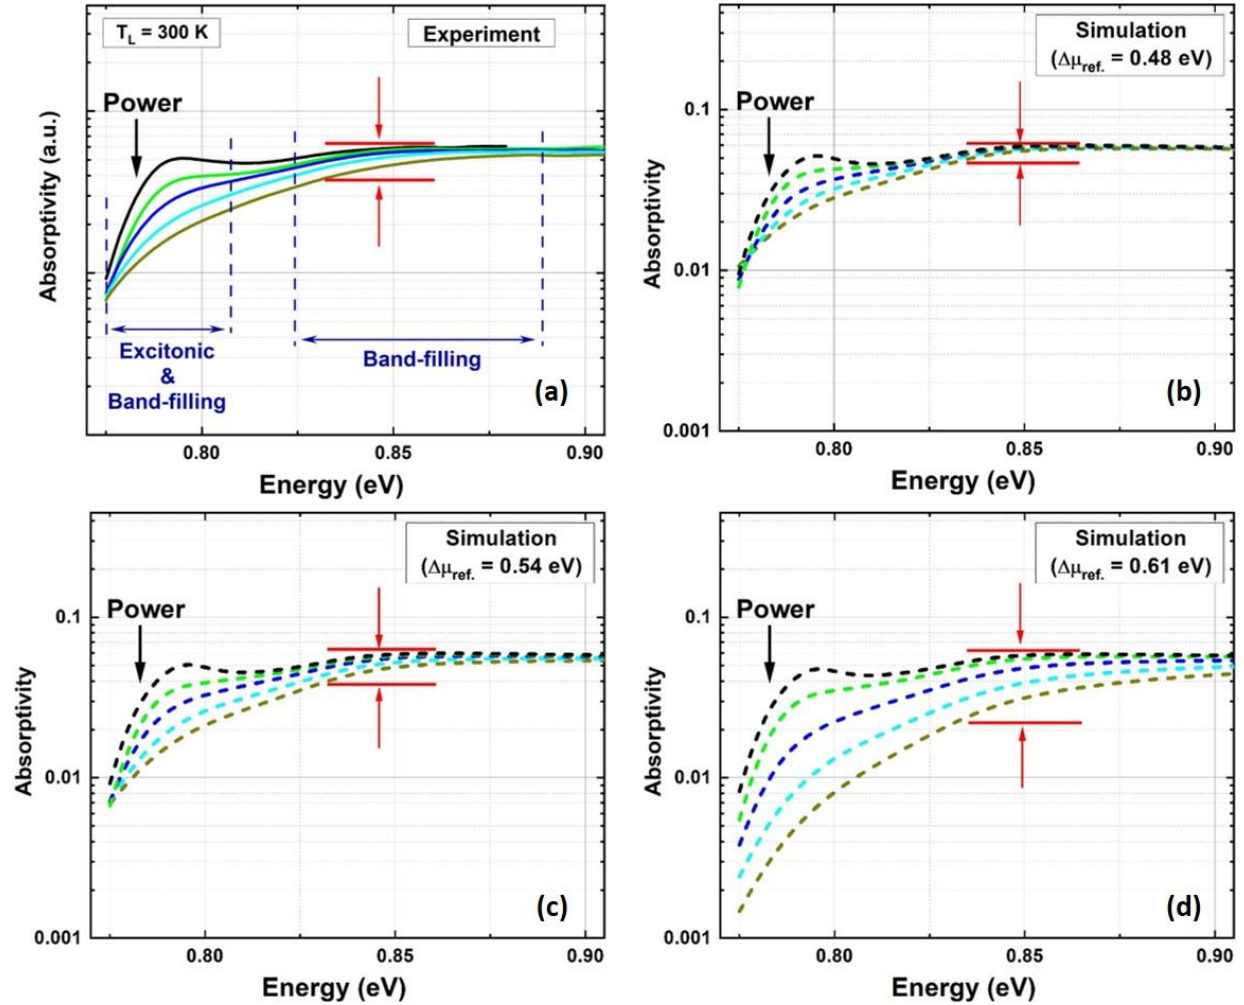 T_L = 300 K
Experiment
Power
Absorptivity (a.u.)
Excitonic
&
Band-filling
Band-filling
(a)
0.80
0.85
0.90
Energy (eV)
Simulation
(Δμ_ref. = 0.48 eV)
Power
Absorptivity
0.1
0.01
0.001
(b)
0.80
0.85
0.90
Energy (eV)
Simulation
(Δμ_ref. = 0.54 eV)
Power
Absorptivity
0.1
0.01
0.001
(c)
0.80
0.85
0.90
Energy (eV)
Simulation
(Δμ_ref. = 0.61 eV)
Power
Absorptivity
0.1
0.01
0.001
(d)
0.80
0.85
0.90
Energy (eV)